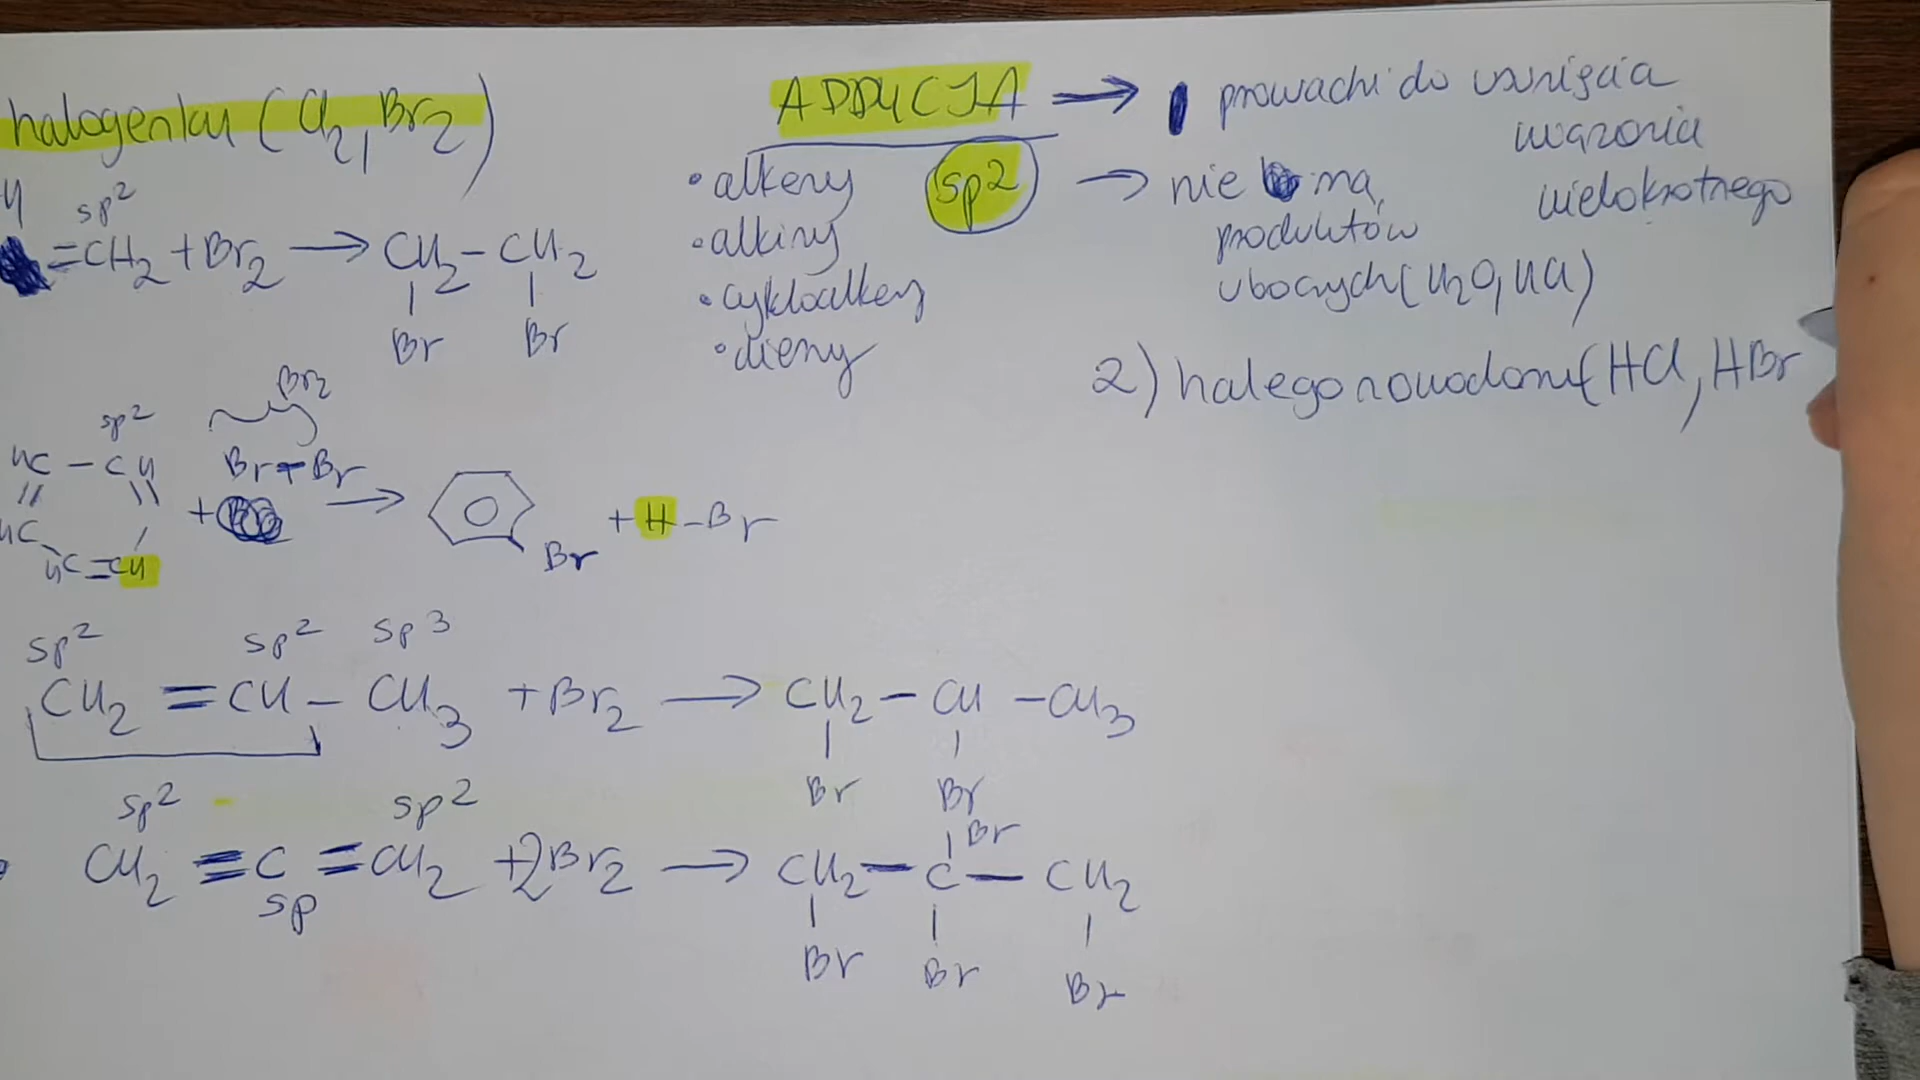 halogenku (Cl2, Br2)
sp2
=CH2 + Br2 → CH2 - CH2
Br Br
ADDUCJA → prowadzi do usunięcia
wiązania
wielokrotnego
• alkeny
• alkiny
• cykloalkeny
• dieny
sp2 → nie ma
produktów
ubocznych (H2O, HCl)
2) halegonowodoru (HCl, HBr
Br2
sp2
HC - CH Br - Br
HC + → Br + H - Br
HC = CH
sp2 sp2 sp3
CH2 = CH - CH3 + Br2 → CH2 - CH - CH3
Br Br
sp2 sp2
CH2 = C = CH2 + 2Br2 → CH2 - C - CH2
sp
Br
Br Br Br